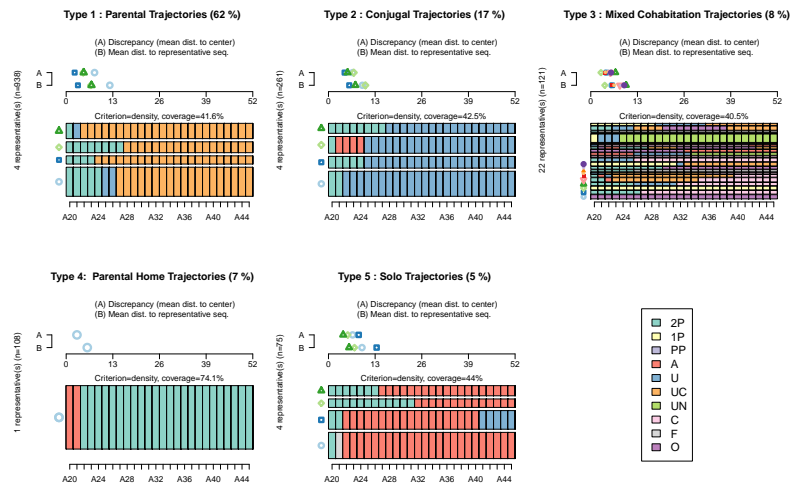 Type 1 : Parental Trajectories (62 %)
(A) Discrepancy (mean dist. to center)
(B) Mean dist. to representative seq.
A
B
0 13 26 39 52
Criterion=density, coverage=41.6%
4 representative(s) (n=938)
A20 A24 A28 A32 A36 A40 A44
Type 2 : Conjugal Trajectories (17 %)
(A) Discrepancy (mean dist. to center)
(B) Mean dist. to representative seq.
A
B
0 13 26 39 52
Criterion=density, coverage=42.5%
4 representative(s) (n=261)
A20 A24 A28 A32 A36 A40 A44
Type 3 : Mixed Cohabitation Trajectories (8 %)
(A) Discrepancy (mean dist. to center)
(B) Mean dist. to representative seq.
A
B
0 13 26 39 52
Criterion=density, coverage=40.5%
22 representative(s) (n=121)
A20 A24 A28 A32 A36 A40 A44
Type 4: Parental Home Trajectories (7 %)
(A) Discrepancy (mean dist. to center)
(B) Mean dist. to representative seq.
A
B
0 13 26 39 52
Criterion=density, coverage=74.1%
1 representative(s) (n=108)
A20 A24 A28 A32 A36 A40 A44
Type 5 : Solo Trajectories (5 %)
(A) Discrepancy (mean dist. to center)
(B) Mean dist. to representative seq.
A
B
0 13 26 39 52
Criterion=density, coverage=44%
4 representative(s) (n=75)
A20 A24 A28 A32 A36 A40 A44
2P
1P
PP
A
U
UC
UN
C
F
O